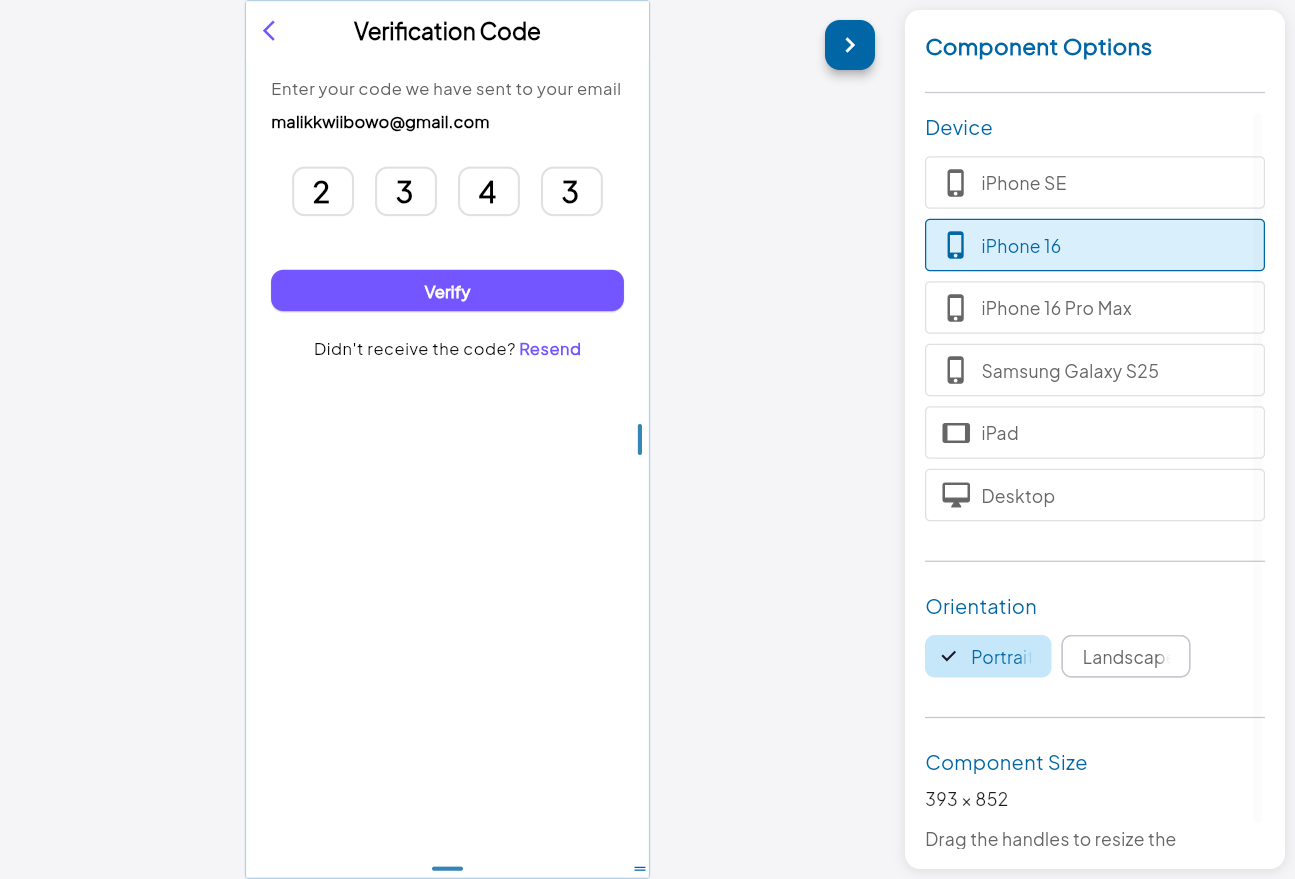 Verification Code
Enter your code we have sent to your email
malikkwiibowo@gmail.com
2 3 4 3
Verify
Didn't receive the code? Resend
Component Options
Device
iPhone SE
iPhone 16
iPhone 16 Pro Max
Samsung Galaxy S25
iPad
Desktop
Orientation
Portrait Landscape
Component Size
393 × 852
Drag the handles to resize the